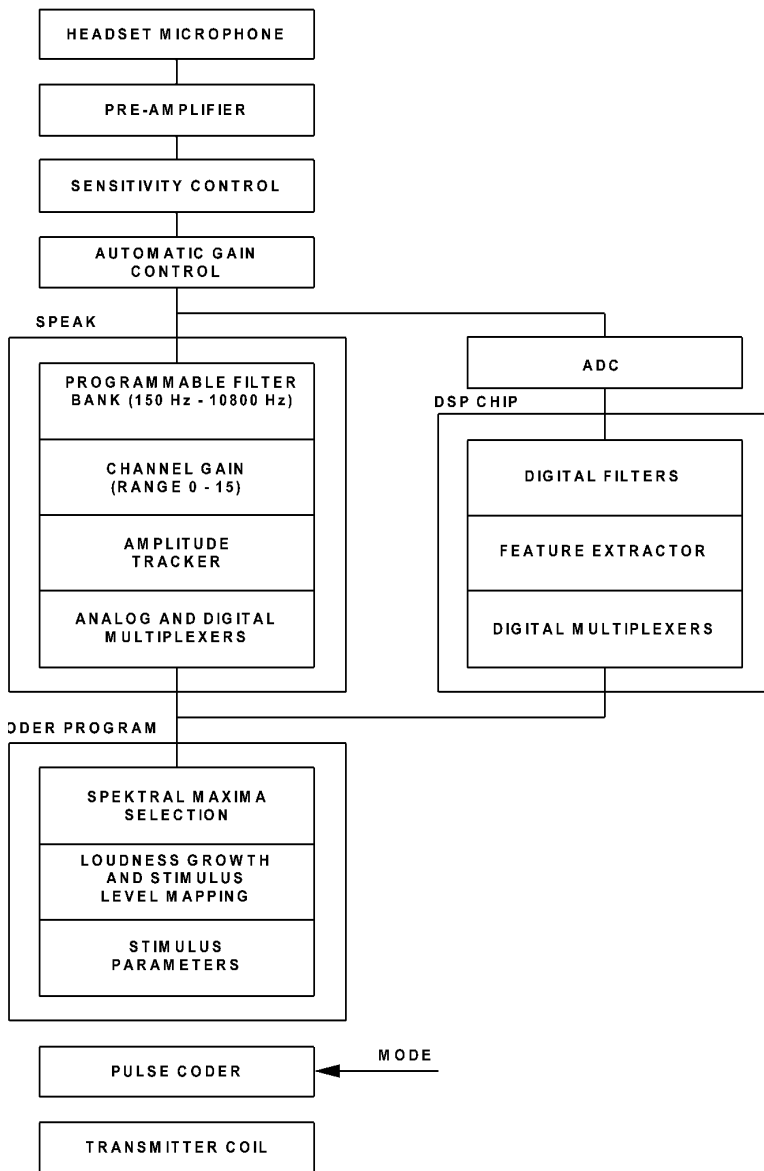 HEADSET MICROPHONE
PRE-AMPLIFIER
SENSITIVITY CONTROL
AUTOMATIC GAIN
CONTROL
SPEAK
PROGRAMMABLE FILTER
BANK (150 Hz - 10800 Hz)
CHANNEL GAIN
(RANGE 0 - 15)
AMPLITUDE
TRACKER
ANALOG AND DIGITAL
MULTIPLEXERS
ADC
DSP CHIP
DIGITAL FILTERS
FEATURE EXTRACTOR
DIGITAL MULTIPLEXERS
ODER PROGRAM
SPEKTRAL MAXIMA
SELECTION
LOUDNESS GROWTH
AND STIMULUS
LEVEL MAPPING
STIMULUS
PARAMETERS
PULSE CODER
MODE
TRANSMITTER COIL